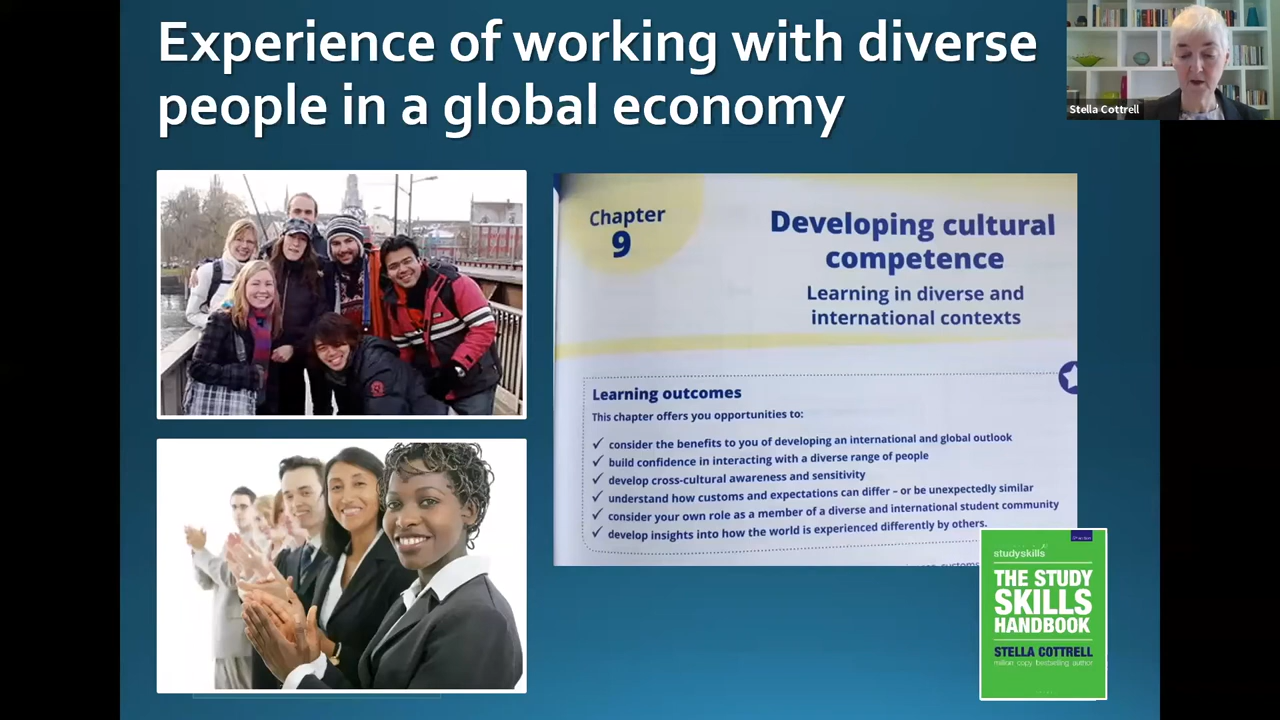 Experience of working with diverse
people in a global economy
Stella Cottrell
Chapter
9
Developing cultural
competence
Learning in diverse and
international contexts
Learning outcomes
This chapter offers you opportunities to:
✓ consider the benefits to you of developing an international and global outlook
✓ build confidence in interacting with a diverse range of people
✓ develop cross-cultural awareness and sensitivity
✓ understand how customs and expectations can differ – or be unexpectedly similar
✓ consider your own role as a member of a diverse and international student community
✓ develop insights into how the world is experienced differently by others.
studyskills
THE STUDY
SKILLS
HANDBOOK
STELLA COTTRELL
million copy bestselling author